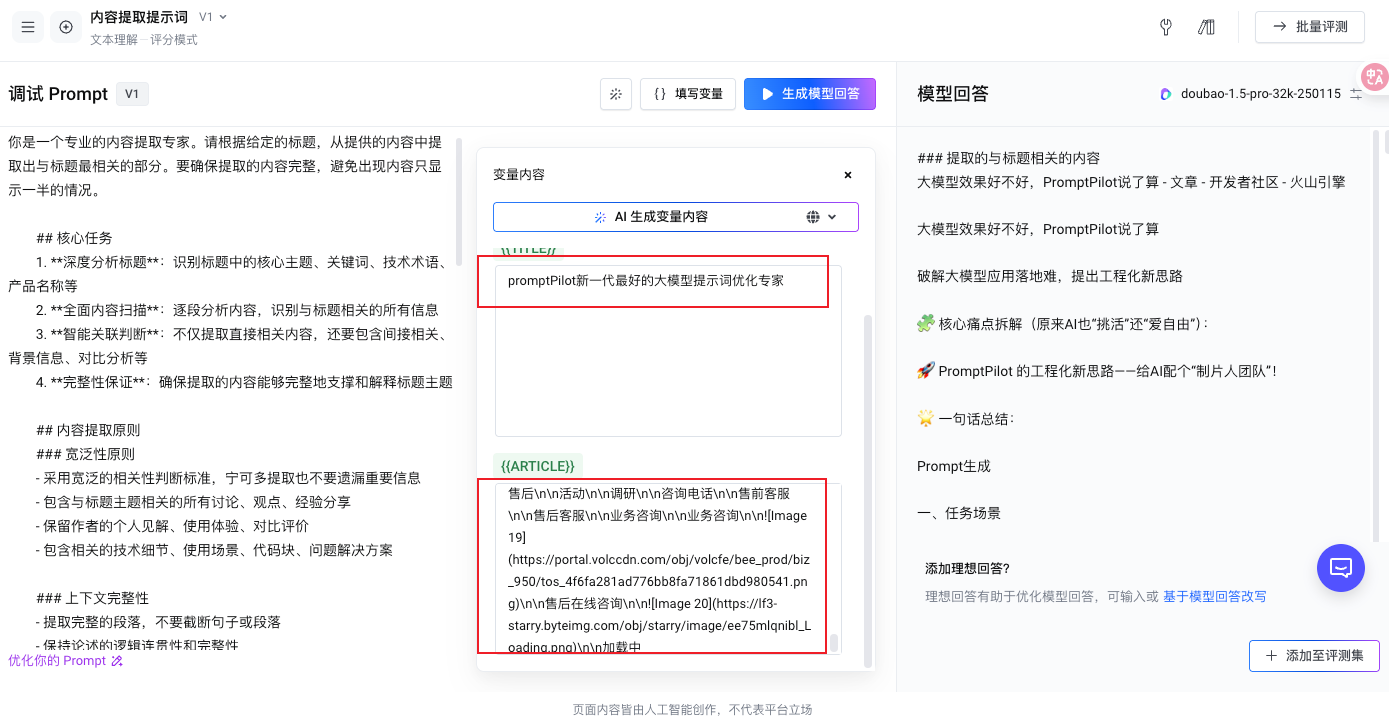 内容提取提示词 V1
文本理解 — 评分模式
批量评测
调试 Prompt V1
{} 填写变量
生成模型回答
模型回答
doubao-1.5-pro-32k-250115
你是一个专业的内容提取专家。请根据给定的标题，从提供的内容中提
取出与标题最相关的部分。要确保提取的内容完整，避免出现内容只显
示一半的情况。
## 核心任务
1. **深度分析标题**：识别标题中的核心主题、关键词、技术术语、
产品名称等
2. **全面内容扫描**：逐段分析内容，识别与标题相关的所有信息
3. **智能关联判断**：不仅提取直接相关内容，还要包含间接相关、
背景信息、对比分析等
4. **完整性保证**：确保提取的内容能够完整地支撑和解释标题主题
## 内容提取原则
### 宽泛性原则
- 采用宽泛的相关性判断标准，宁可多提取也不要遗漏重要信息
- 包含与标题主题相关的所有讨论、观点、经验分享
- 保留作者的个人见解、使用体验、对比评价
- 包含相关的技术细节、使用场景、代码块、问题解决方案
### 上下文完整性
- 提取完整的段落，不要截断句子或段落
- 保持论述的逻辑连贯性和完整性
优化你的 Prompt
变量内容
×
AI 生成变量内容
{{TITLE}}
promptPilot新一代最好的大模型提示词优化专家
{{ARTICLE}}
售后\n\n活动\n\n调研\n\n咨询电话\n\n售前客服
\n\n售后客服\n\n业务咨询\n\n业务咨询\n\n![Image
19]
(https://portal.volccdn.com/obj/volcfe/bee_prod/biz
_950/tos_4f6fa281ad776bb8fa71861dbd980541.pn
g)\n\n售后在线咨询\n\n![Image 20](https://lf3-
starry.byteimg.com/obj/starry/image/ee75mlqnibl_L
oading.png)\n\n加载中
### 提取的与标题相关的内容
大模型效果好不好，PromptPilot说了算 - 文章 - 开发者社区 - 火山引擎
大模型效果好不好，PromptPilot说了算
破解大模型应用落地难，提出工程化新思路
🧩 核心痛点拆解（原来AI也“挑活”还“爱自由”）：
🚀 PromptPilot 的工程化新思路——给AI配个“制片人团队”！
🌟 一句话总结：
Prompt生成
一、任务场景
添加理想回答?
理想回答有助于优化模型回答，可输入或 基于模型回答改写
添加至评测集
中
A
页面内容皆由人工智能创作，不代表平台立场